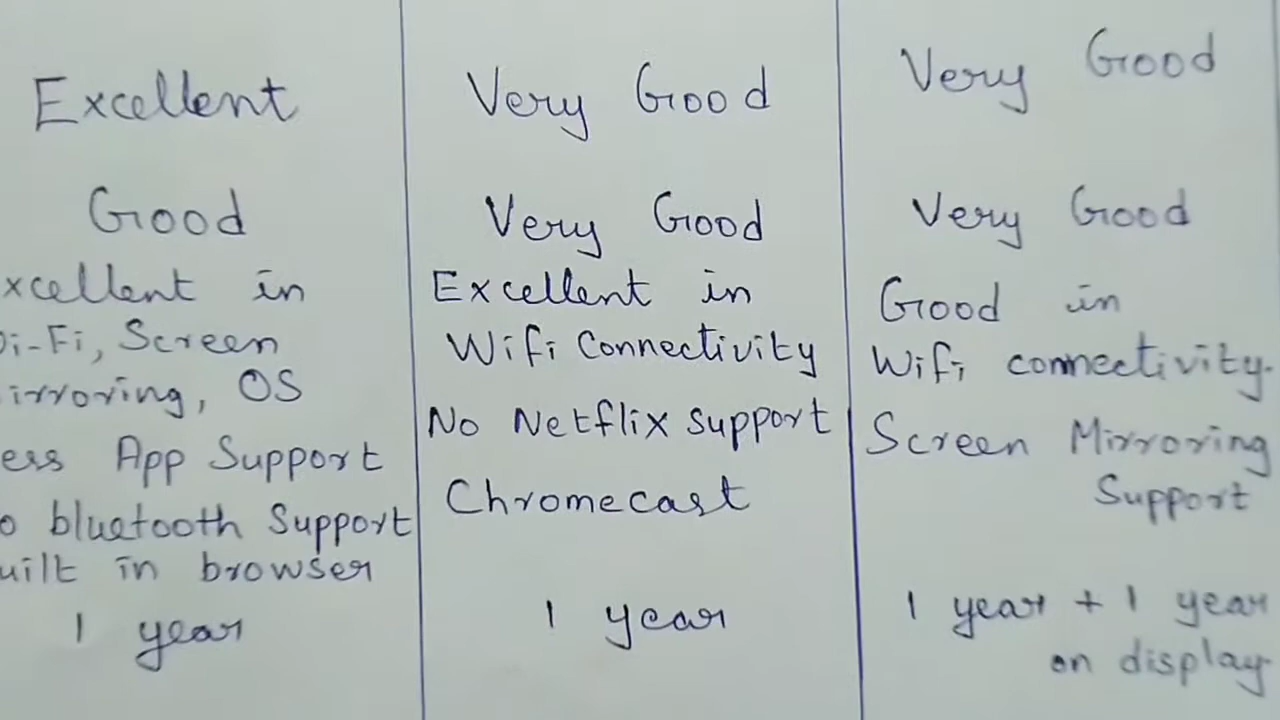 Excellent
Good
xcellent in
i-Fi, Screen
irroring, OS
ess App Support
o bluetooth Support
uilt in browser
1 year
Very Good
Very Good
Excellent in
Wifi Connectivity
No Netflix support
Chromecast
1 year
Very Good
Very Good
Good in
Wifi connectivity.
Screen Mirroring
Support
1 year + 1 year
on display.